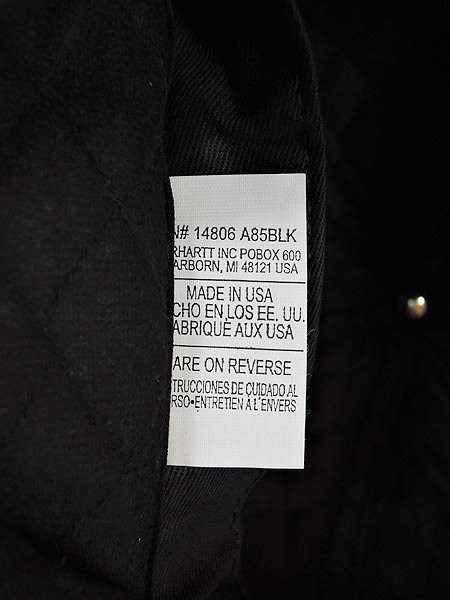 N# 14806 A85BLK
RHARTT INC POBOX 600
ARBORN, MI 48121 USA
MADE IN USA
CHO EN LOS EE. UU.
ABRIQUÉ AUX USA
ARE ON REVERSE
TRUCCIONES DE CUIDADO AL
RSO•ENTRETIEN A L'ENVERS